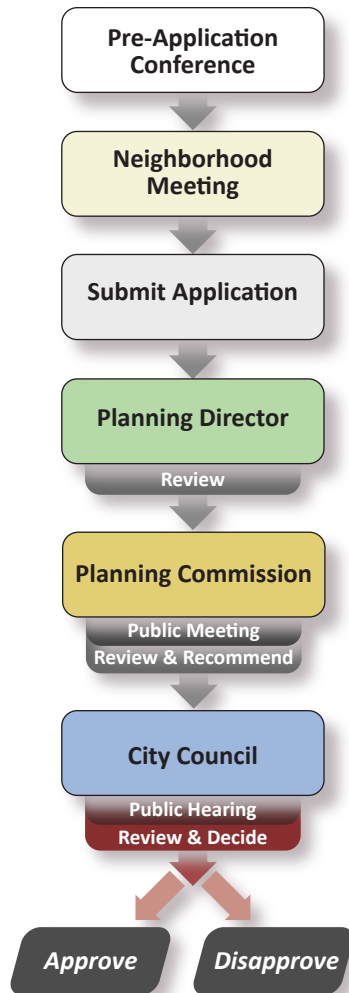 Pre-Application
Conference
Neighborhood
Meeting
Submit Application
Planning Director
Review
Planning Commission
Public Meeting
Review & Recommend
City Council
Public Hearing
Review & Decide
Approve
Disapprove